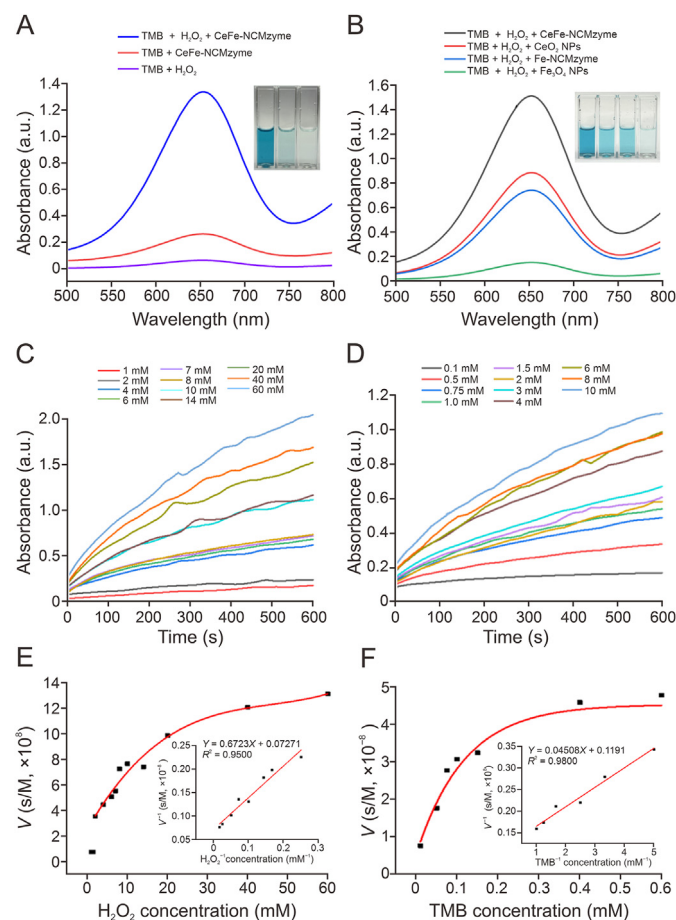 A
TMB + H₂O₂ + CeFe-NCMzyme
TMB + CeFe-NCMzyme
TMB + H₂O₂
Absorbance (a.u.)
1.4
1.2
1.0
0.8
0.6
0.4
0.2
0
500 550 600 650 700 750 800
Wavelength (nm)
B
TMB + H₂O₂ + CeFe-NCMzyme
TMB + H₂O₂ + CeO₂ NPs
TMB + H₂O₂ + Fe-NCMzyme
TMB + H₂O₂ + Fe₃O₄ NPs
Absorbance (a.u.)
1.6
1.4
1.2
1.0
0.8
0.6
0.4
0.2
0
500 550 600 650 700 750 800
Wavelength (nm)
C
1 mM 7 mM 20 mM
2 mM 8 mM 40 mM
4 mM 10 mM 60 mM
6 mM 14 mM
Absorbance (a.u.)
2.0
1.5
1.0
0.5
0
0 100 200 300 400 500 600
Time (s)
D
0.1 mM 1.5 mM 6 mM
0.5 mM 2 mM 8 mM
0.75 mM 3 mM 10 mM
1.0 mM 4 mM
Absorbance (a.u.)
1.2
1.0
0.8
0.6
0.4
0.2
0
0 100 200 300 400 500 600
Time (s)
E
V (s/M, ×10⁸)
14
12
10
8
6
4
2
0
0 10 20 30 40 50 60
H₂O₂ concentration (mM)
Y = 0.6723X + 0.07271
R² = 0.9500
0.25
0.20
0.15
0.10
0.05
0 0.1 0.2 0.3
H₂O₂⁻¹concentration (mM⁻¹)
F
V (s/M, ×10⁻⁸)
5
4
3
2
1
0
0 0.1 0.2 0.3 0.4 0.5 0.6
TMB concentration (mM)
Y = 0.04508X + 0.1191
R² = 0.9800
0.35
0.30
0.25
0.20
0.15
1 2 3 4 5
TMB⁻¹ concentration (mM⁻¹)